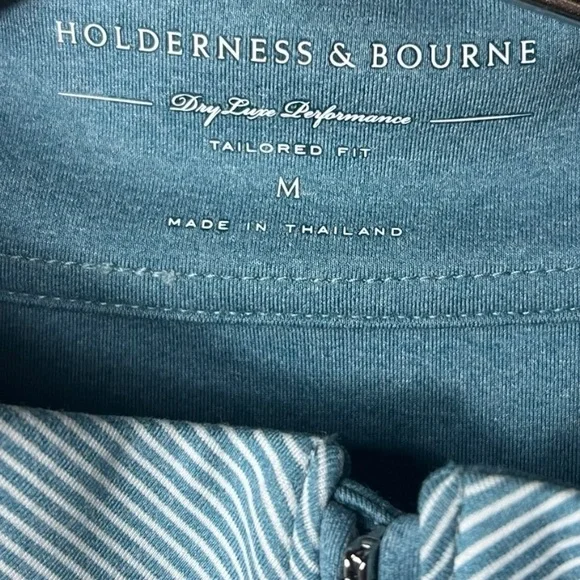 HOLDERNESS & BOURNE
Dry Luxe Performance
TAILORED FIT
M
MADE IN THAILAND